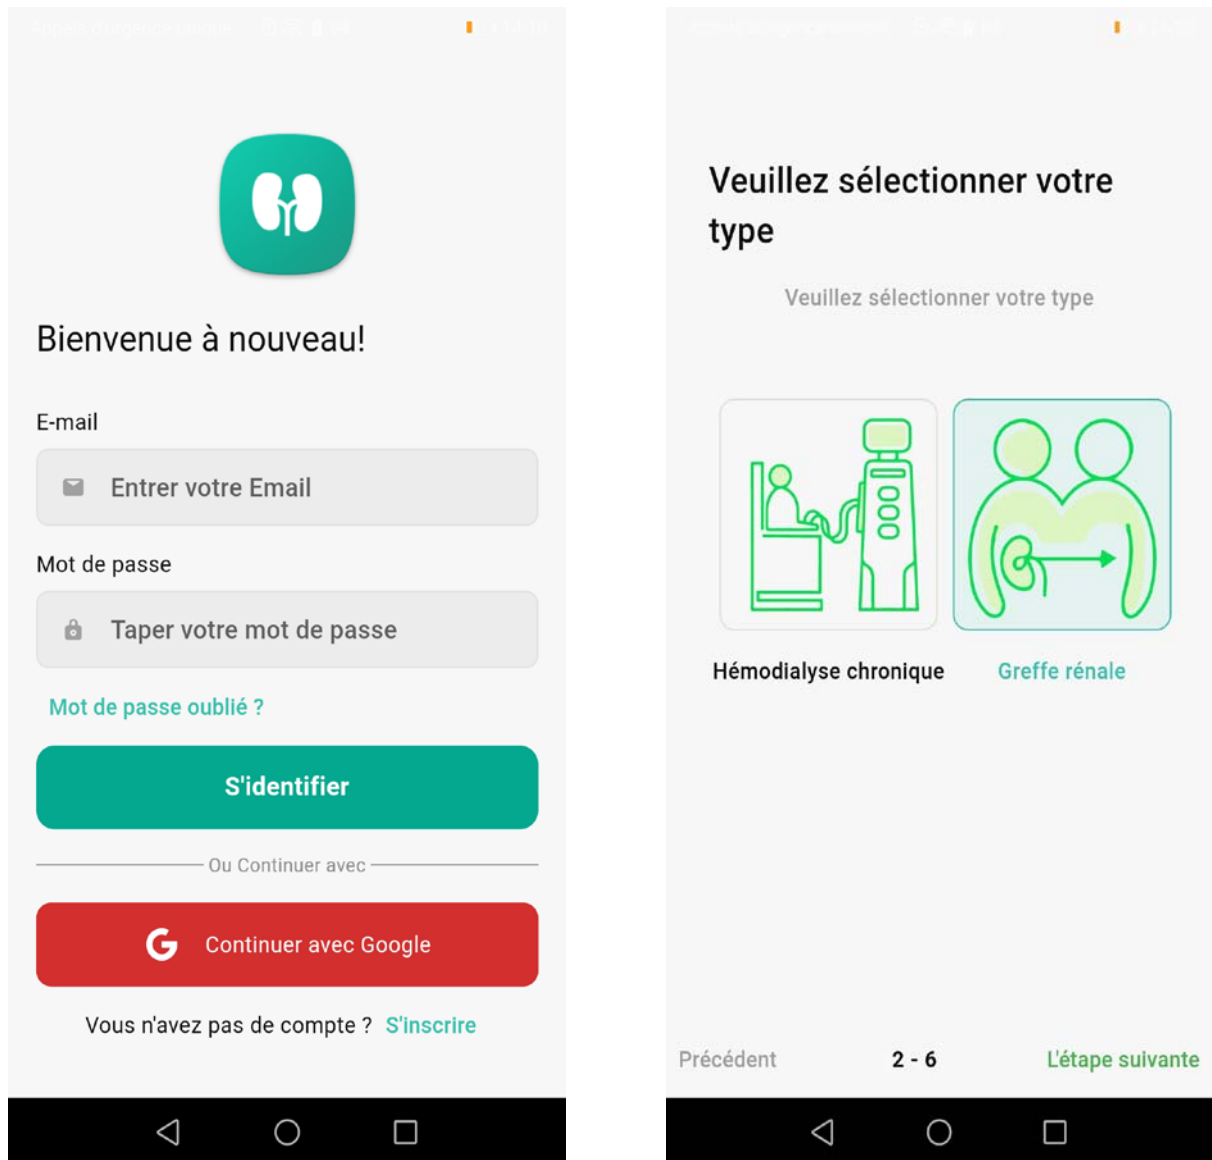 Bienvenue à nouveau!
E-mail
Entrer votre Email
Mot de passe
Taper votre mot de passe
Mot de passe oublié ?
S'identifier
Ou Continuer avec
G Continuer avec Google
Vous n'avez pas de compte ? S'inscrire
Veuillez sélectionner votre
type
Veuillez sélectionner votre type
Hémodialyse chronique
Greffe rénale
Précédent
2 - 6
L'étape suivante